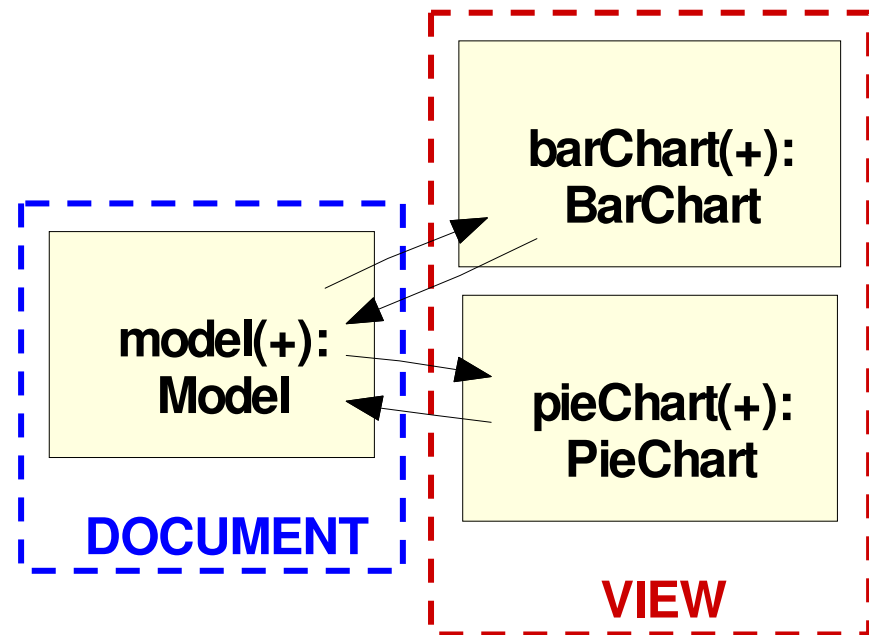 barChart(+):
BarChart
model(+):
Model
pieChart(+):
PieChart
DOCUMENT
VIEW